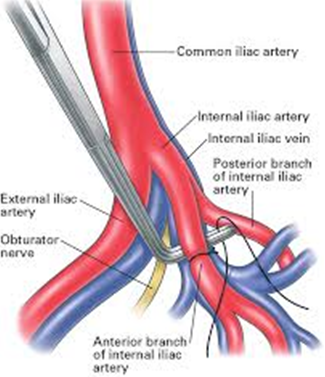 Common iliac artery
Internal iliac artery
Internal iliac vein
Posterior branch
of internal iliac
artery
External iliac
artery
Obturator
nerve
Anterior branch
of internal iliac
artery